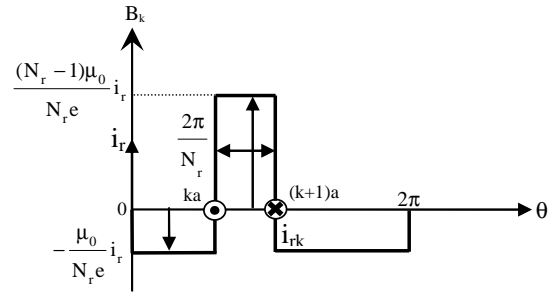 B_k
(N_r − 1)μ_0 / N_r e i_r
i_r
2π / N_r
ka
(k+1)a
2π
0
θ
i_rk
− μ_0 / N_r e i_r